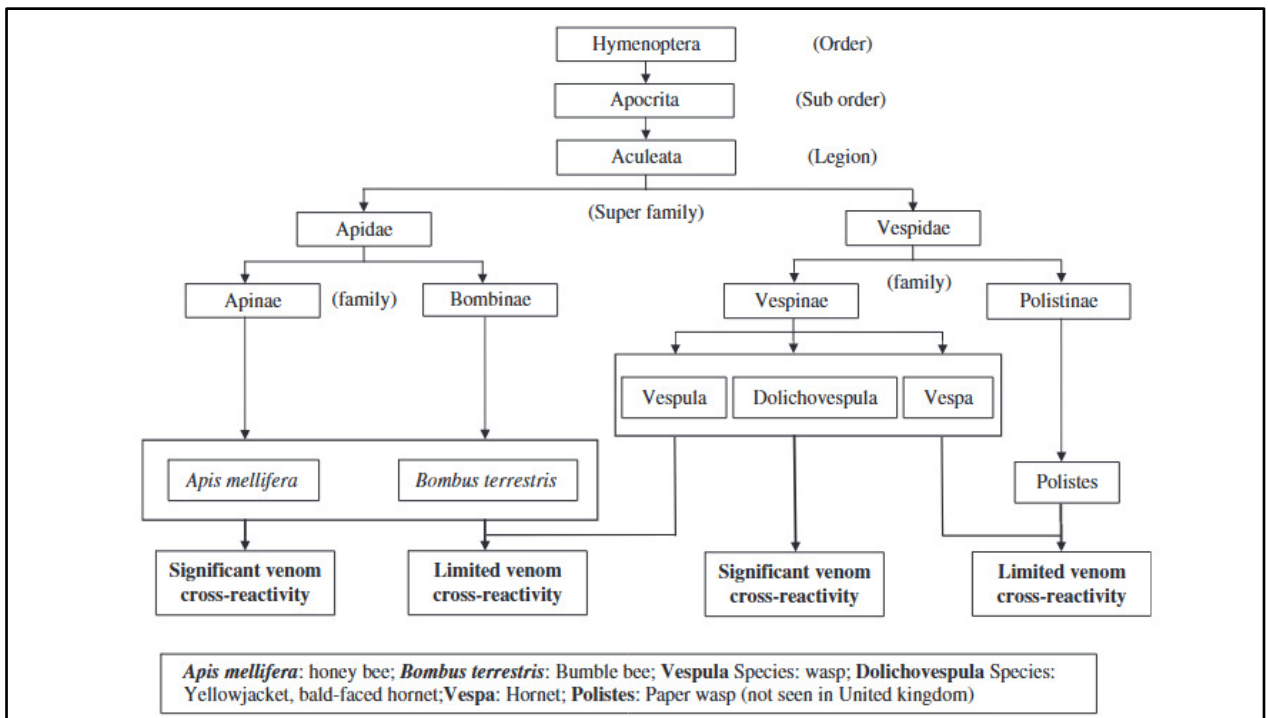 Hymenoptera (Order)
Apocrita (Sub order)
Aculeata (Legion)
(Super family)
Apidae Vespidae
Apinae (family) Bombinae Vespinae (family) Polistinae
Vespula Dolichovespula Vespa
Apis mellifera Bombus terrestris Polistes
Significant venom
cross-reactivity
Limited venom
cross-reactivity
Significant venom
cross-reactivity
Limited venom
cross-reactivity
Apis mellifera: honey bee; Bombus terrestris: Bumble bee; Vespula Species: wasp; Dolichovespula Species:
Yellowjacket, bald-faced hornet;Vespa: Hornet; Polistes: Paper wasp (not seen in United kingdom)